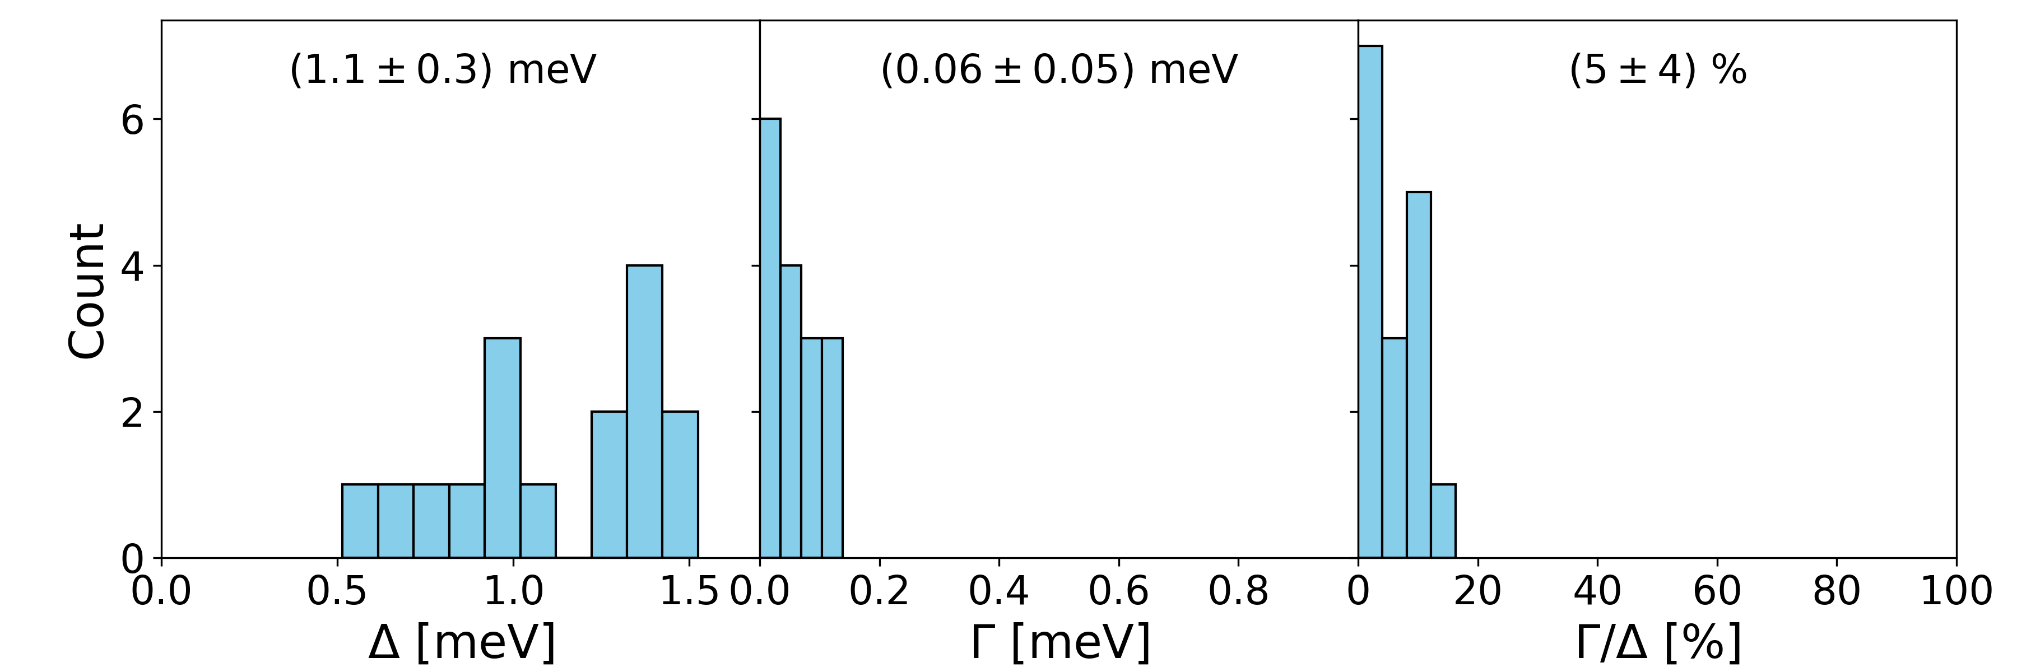 (1.1 ± 0.3) meV
(0.06 ± 0.05) meV
(5 ± 4) %
Count
6
4
2
0
0.0 0.5 1.0 1.5
0.0 0.2 0.4 0.6 0.8
0 20 40 60 80 100
Δ [meV]
Γ [meV]
Γ/Δ [%]